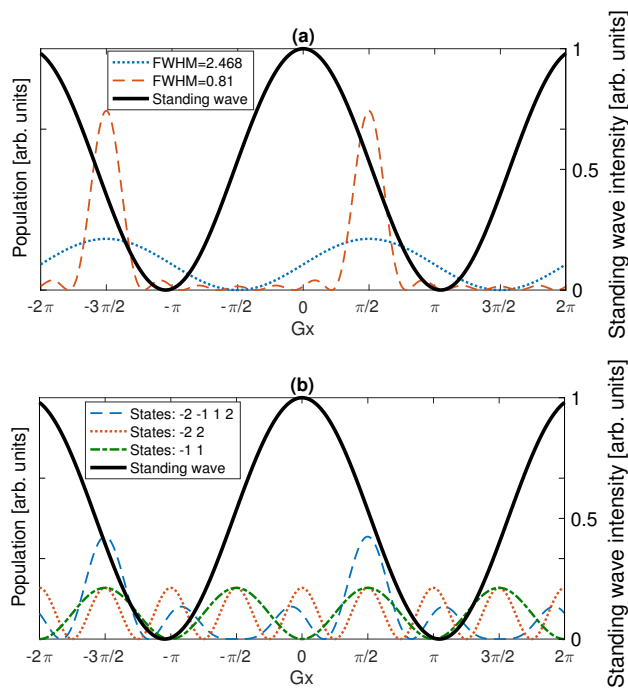 (a)
FWHM=2.468
FWHM=0.81
Standing wave
Population [arb. units]
Standing wave intensity [arb. units]
1
0.5
0
-2π -3π/2 -π -π/2 0 π/2 π 3π/2 2π
Gx
(b)
States: -2 -1 1 2
States: -2 2
States: -1 1
Standing wave
Population [arb. units]
Standing wave intensity [arb. units]
1
0.5
0
-2π -3π/2 -π -π/2 0 π/2 π 3π/2 2π
Gx